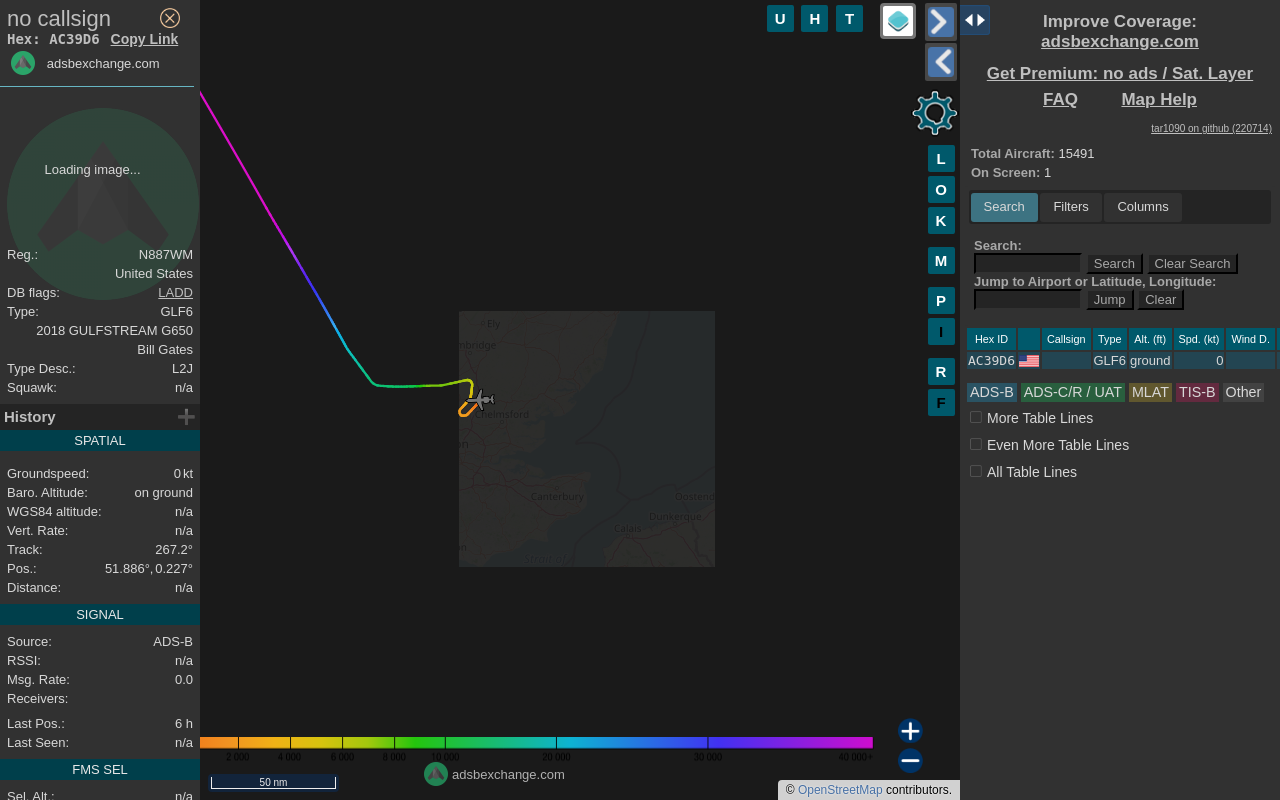 no callsign
Hex: AC39D6 Copy Link
adsbexchange.com
Loading image...
Reg.: N887WM
United States
DB flags: LADD
Type: GLF6
2018 GULFSTREAM G650
Bill Gates
Type Desc.: L2J
Squawk: n/a
History
SPATIAL
Groundspeed: 0 kt
Baro. Altitude: on ground
WGS84 altitude: n/a
Vert. Rate: n/a
Track: 267.2°
Pos.: 51.886°, 0.227°
Distance: n/a
SIGNAL
Source: ADS-B
RSSI: n/a
Msg. Rate: 0.0
Receivers:
Last Pos.: 6 h
Last Seen: n/a
FMS SEL
Sel. Alt.: n/a
U H T
L
O
K
M
P
I
R
F
Ely
Chelmsford
Canterbury
Oostend
Dunkerque
Calais
2 000 4 000 6 000 8 000 10 000 20 000 30 000 40 000+
50 nm
adsbexchange.com
© OpenStreetMap contributors.
Improve Coverage:
adsbexchange.com
Get Premium: no ads / Sat. Layer
FAQ Map Help
tar1090 on github (220714)
Total Aircraft: 15491
On Screen: 1
Search Filters Columns
Search:
Search Clear Search
Jump to Airport or Latitude, Longitude:
Jump Clear
Hex ID Callsign Type Alt. (ft) Spd. (kt) Wind D.
AC39D6 GLF6 ground 0
ADS-B ADS-C/R / UAT MLAT TIS-B Other
More Table Lines
Even More Table Lines
All Table Lines